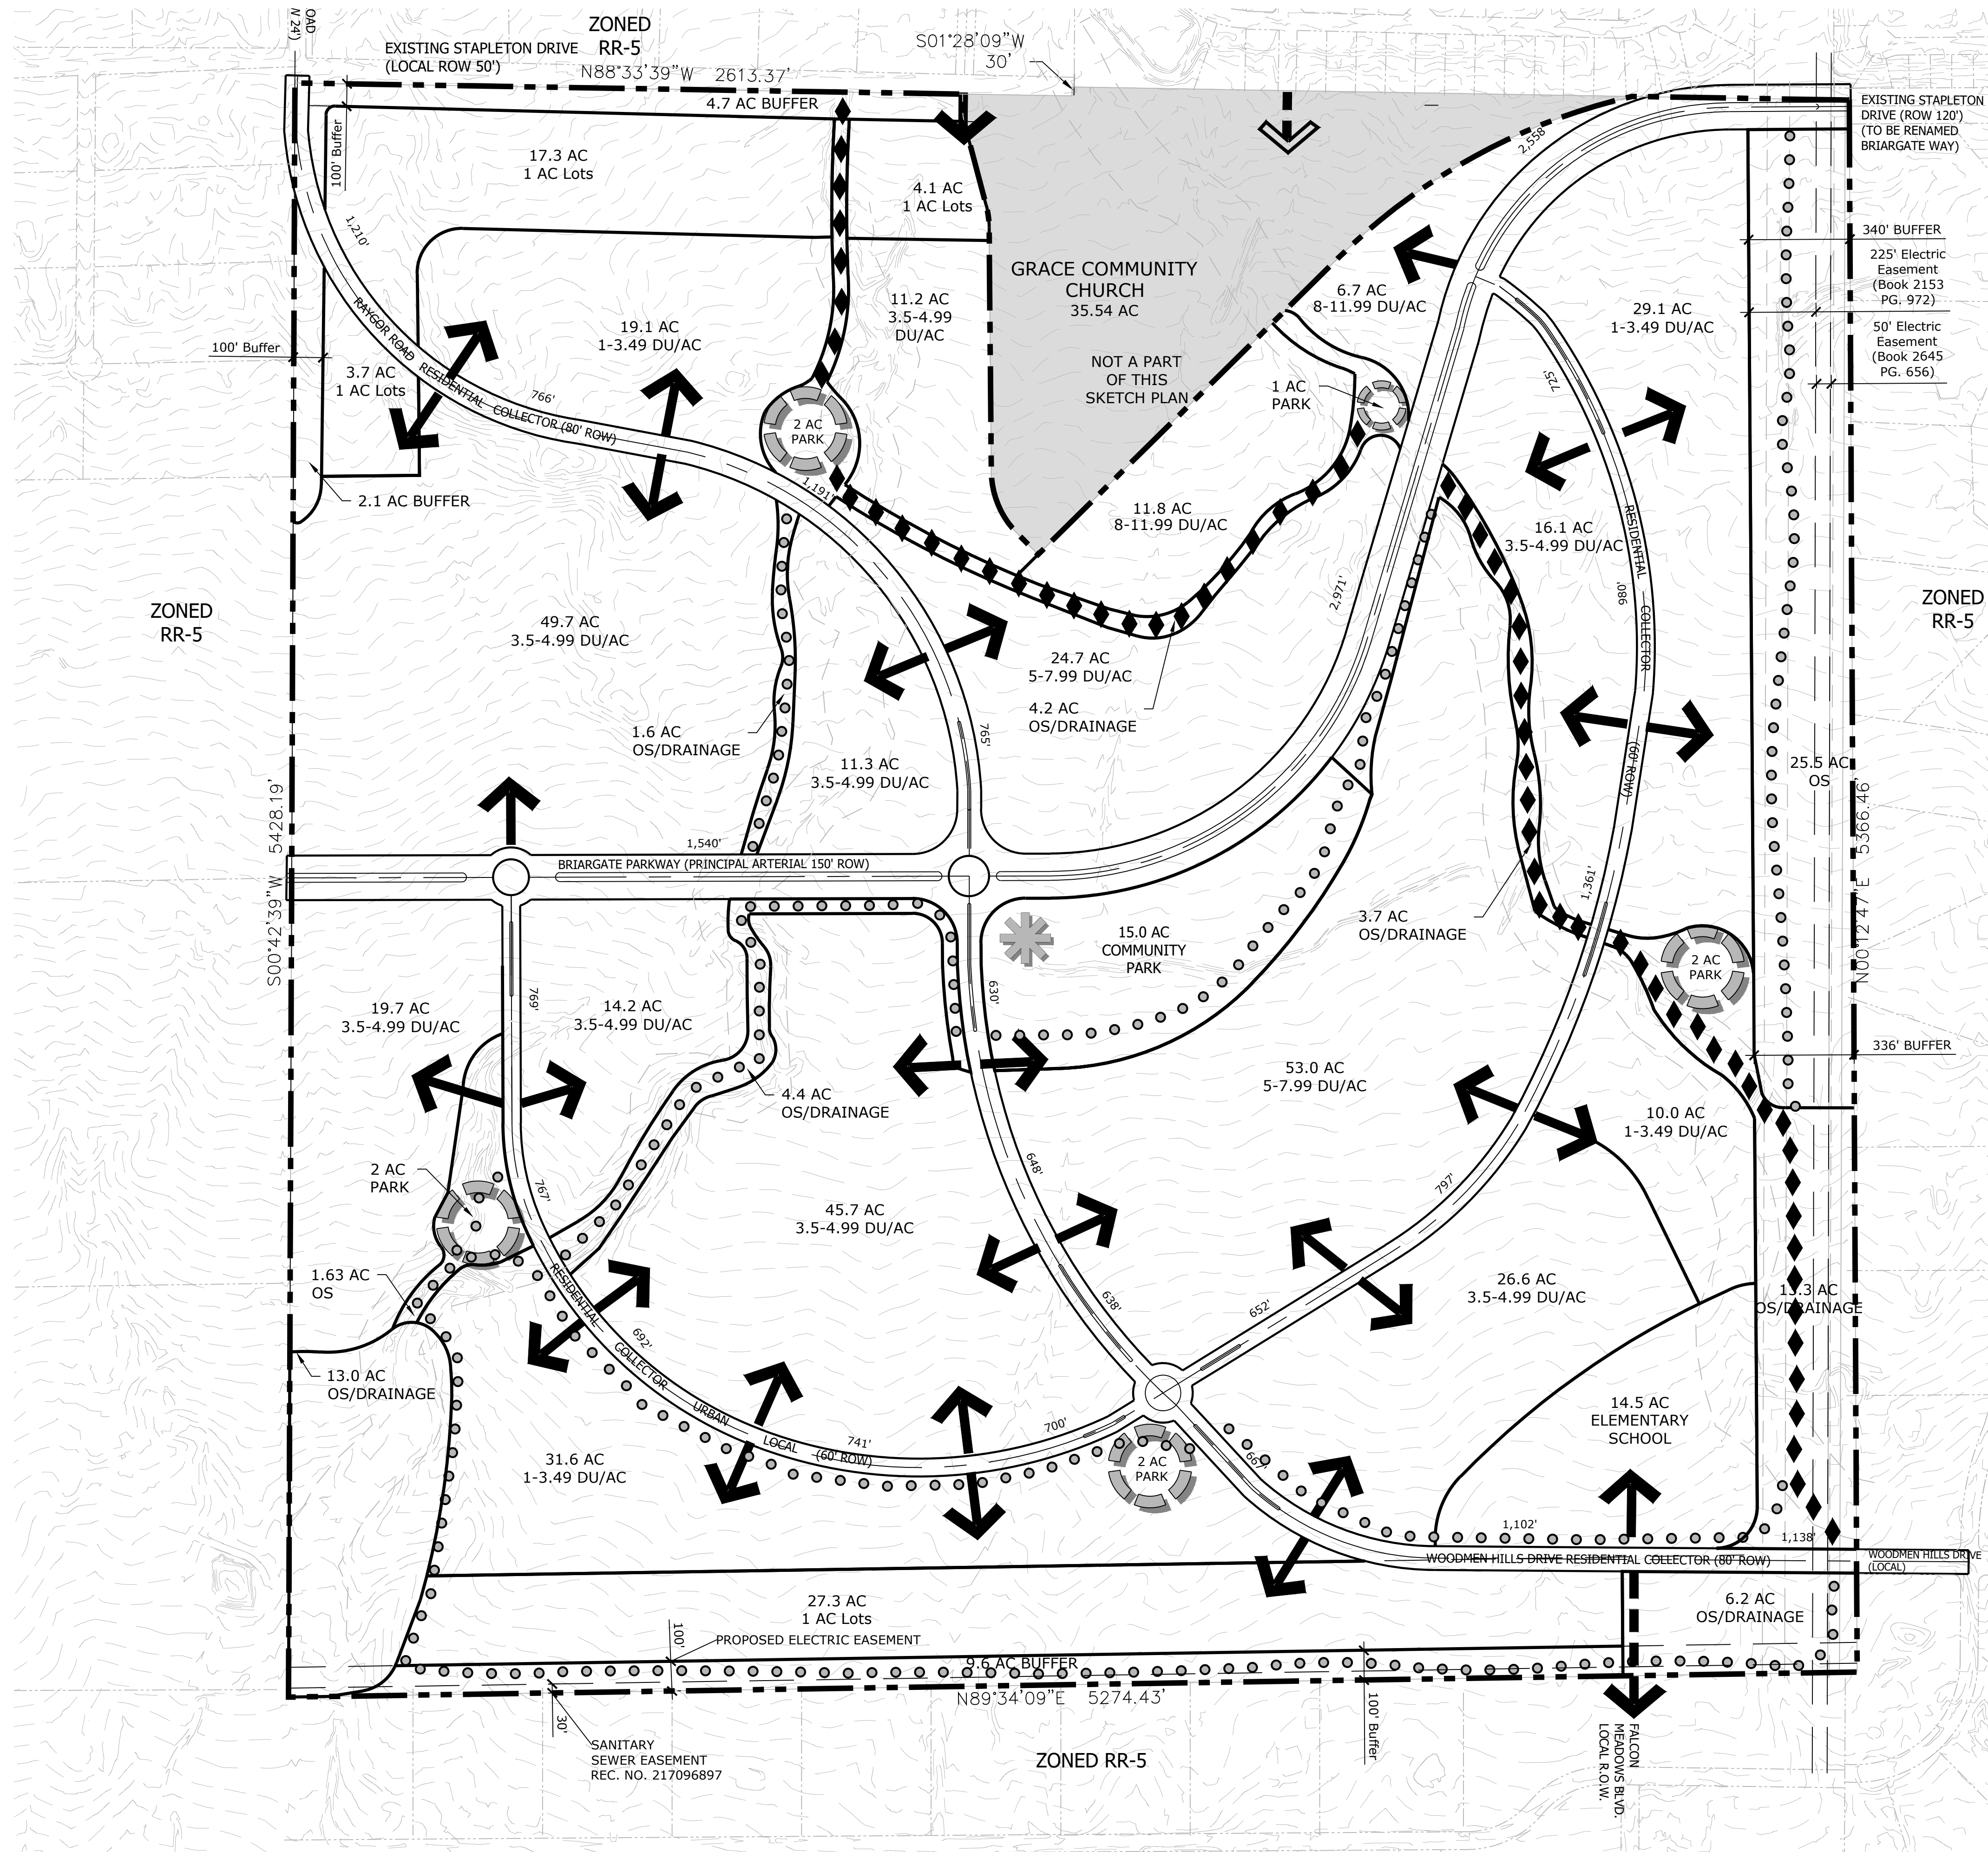 OAD
N 24')
ZONED
RR-5
EXISTING STAPLETON DRIVE
(LOCAL ROW 50')
N88°33'39"W 2613.37'
S01°28'09"W
30'
4.7 AC BUFFER
100' Buffer
17.3 AC
1 AC Lots
4.1 AC
1 AC Lots
2,558'
EXISTING STAPLETON
DRIVE (ROW 120')
(TO BE RENAMED
BRIARGATE WAY)
340' BUFFER
225' Electric
Easement
(Book 2153
PG. 972)
50' Electric
Easement
(Book 2645
PG. 656)
1,210'
GRACE COMMUNITY
CHURCH
35.54 AC
NOT A PART
OF THIS
SKETCH PLAN
6.7 AC
8-11.99 DU/AC
29.1 AC
1-3.49 DU/AC
11.2 AC
3.5-4.99
DU/AC
19.1 AC
1-3.49 DU/AC
100' Buffer
3.7 AC
1 AC Lots
RAYGOR ROAD
RESIDENTIAL COLLECTOR (80' ROW)
766'
1 AC
PARK
725'
2 AC
PARK
2.1 AC BUFFER
1,191'
11.8 AC
8-11.99 DU/AC
16.1 AC
3.5-4.99 DU/AC
RESIDENTIAL
COLLECTOR
(60' ROW)
980'
2,971'
ZONED
RR-5
ZONED
RR-5
49.7 AC
3.5-4.99 DU/AC
24.7 AC
5-7.99 DU/AC
4.2 AC
OS/DRAINAGE
1.6 AC
OS/DRAINAGE
765'
11.3 AC
3.5-4.99 DU/AC
25.5 AC
OS
S00°42'39"W 5428.19'
N00°12'47"E 5366.46'
1,540'
BRIARGATE PARKWAY (PRINCIPAL ARTERIAL 150' ROW)
1,361'
3.7 AC
OS/DRAINAGE
15.0 AC
COMMUNITY
PARK
2 AC
PARK
769'
630'
19.7 AC
3.5-4.99 DU/AC
14.2 AC
3.5-4.99 DU/AC
336' BUFFER
53.0 AC
5-7.99 DU/AC
4.4 AC
OS/DRAINAGE
10.0 AC
1-3.49 DU/AC
2 AC
PARK
767'
648'
797'
45.7 AC
3.5-4.99 DU/AC
1.63 AC
OS
26.6 AC
3.5-4.99 DU/AC
13.3 AC
OS/DRAINAGE
638'
652'
RESIDENTIAL
COLLECTOR
692'
13.0 AC
OS/DRAINAGE
URBAN
LOCAL (60' ROW)
741'
700'
14.5 AC
ELEMENTARY
SCHOOL
31.6 AC
1-3.49 DU/AC
2 AC
PARK
667'
1,102'
1,138'
WOODMEN HILLS DRIVE RESIDENTIAL COLLECTOR (80' ROW)
WOODMEN HILLS DRIVE
(LOCAL)
27.3 AC
1 AC Lots
6.2 AC
OS/DRAINAGE
100'
PROPOSED ELECTRIC EASEMENT
9.6 AC BUFFER
N89°34'09"E 5274.43'
30'
100' Buffer
SANITARY
SEWER EASEMENT
REC. NO. 217096897
ZONED RR-5
FALCON
MEADOWS BLVD.
LOCAL R.O.W.